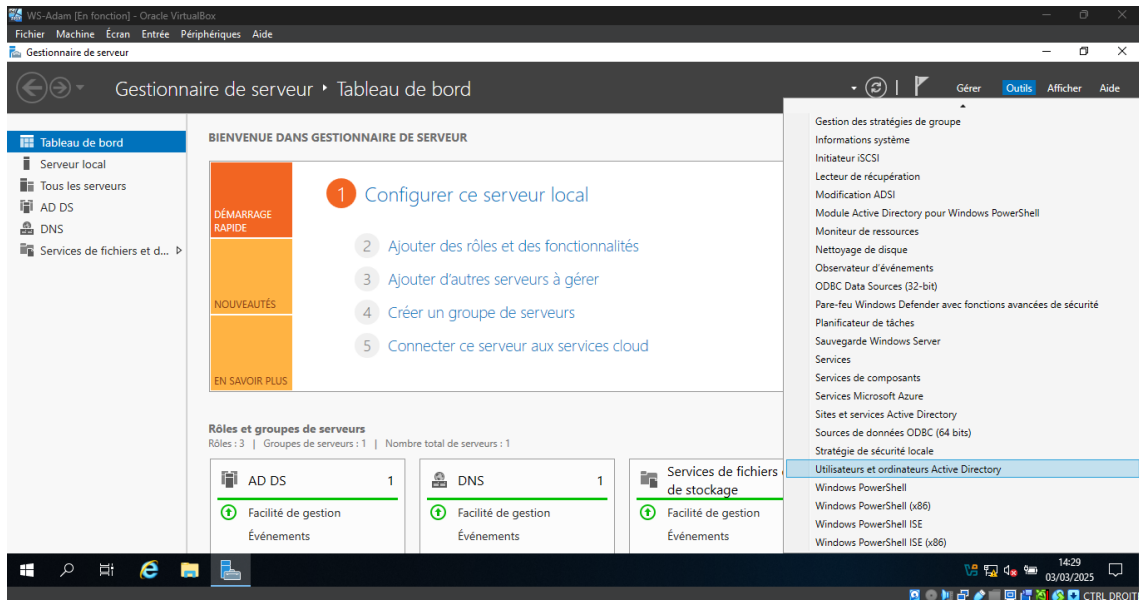 WS-Adam [En fonction] - Oracle VirtualBox
Fichier Machine Écran Entrée Périphériques Aide
Gestionnaire de serveur
Gestionnaire de serveur ‣ Tableau de bord
Gérer Outils Afficher Aide
Tableau de bord
Serveur local
Tous les serveurs
AD DS
DNS
Services de fichiers et d...
BIENVENUE DANS GESTIONNAIRE DE SERVEUR
DÉMARRAGE
RAPIDE
NOUVEAUTÉS
EN SAVOIR PLUS
1 Configurer ce serveur local
2 Ajouter des rôles et des fonctionnalités
3 Ajouter d'autres serveurs à gérer
4 Créer un groupe de serveurs
5 Connecter ce serveur aux services cloud
Rôles et groupes de serveurs
Rôles : 3 | Groupes de serveurs : 1 | Nombre total de serveurs : 1
AD DS 1
Facilité de gestion
Événements
DNS 1
Facilité de gestion
Événements
Services de fichiers
de stockage
Facilité de gestion
Événements
Gestion des stratégies de groupe
Informations système
Initiateur iSCSI
Lecteur de récupération
Modification ADSI
Module Active Directory pour Windows PowerShell
Moniteur de ressources
Nettoyage de disque
Observateur d'événements
ODBC Data Sources (32-bit)
Pare-feu Windows Defender avec fonctions avancées de sécurité
Planificateur de tâches
Sauvegarde Windows Server
Services
Services de composants
Services Microsoft Azure
Sites et services Active Directory
Sources de données ODBC (64 bits)
Stratégie de sécurité locale
Utilisateurs et ordinateurs Active Directory
Windows PowerShell
Windows PowerShell (x86)
Windows PowerShell ISE
Windows PowerShell ISE (x86)
14:29
03/03/2025
CTRL DROIT